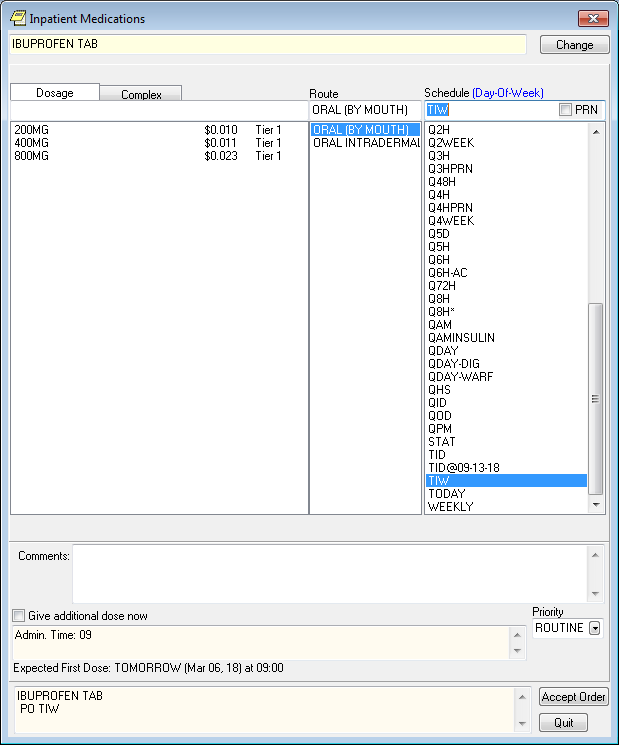 Inpatient Medications
IBUPROFEN TAB
Change
Dosage
Complex
Route
Schedule (Day-Of-Week)
ORAL (BY MOUTH)
TIW
PRN
200MG $0.010 Tier 1
400MG $0.011 Tier 1
800MG $0.023 Tier 1
ORAL (BY MOUTH)
ORAL INTRADERMAL
Q2H
Q2WEEK
Q3H
Q3HPRN
Q48H
Q4H
Q4HPRN
Q4WEEK
Q5D
Q5H
Q6H
Q6H-AC
Q72H
Q8H
Q8H*
QAM
QAMINSULIN
QDAY
QDAY-DIG
QDAY-WARF
QHS
QID
QOD
QPM
STAT
TID
TID@09-13-18
TIW
TODAY
WEEKLY
Comments:
Give additional dose now
Priority
ROUTINE
Admin. Time: 09
Expected First Dose: TOMORROW (Mar 06, 18) at 09:00
IBUPROFEN TAB
PO TIW
Accept Order
Quit